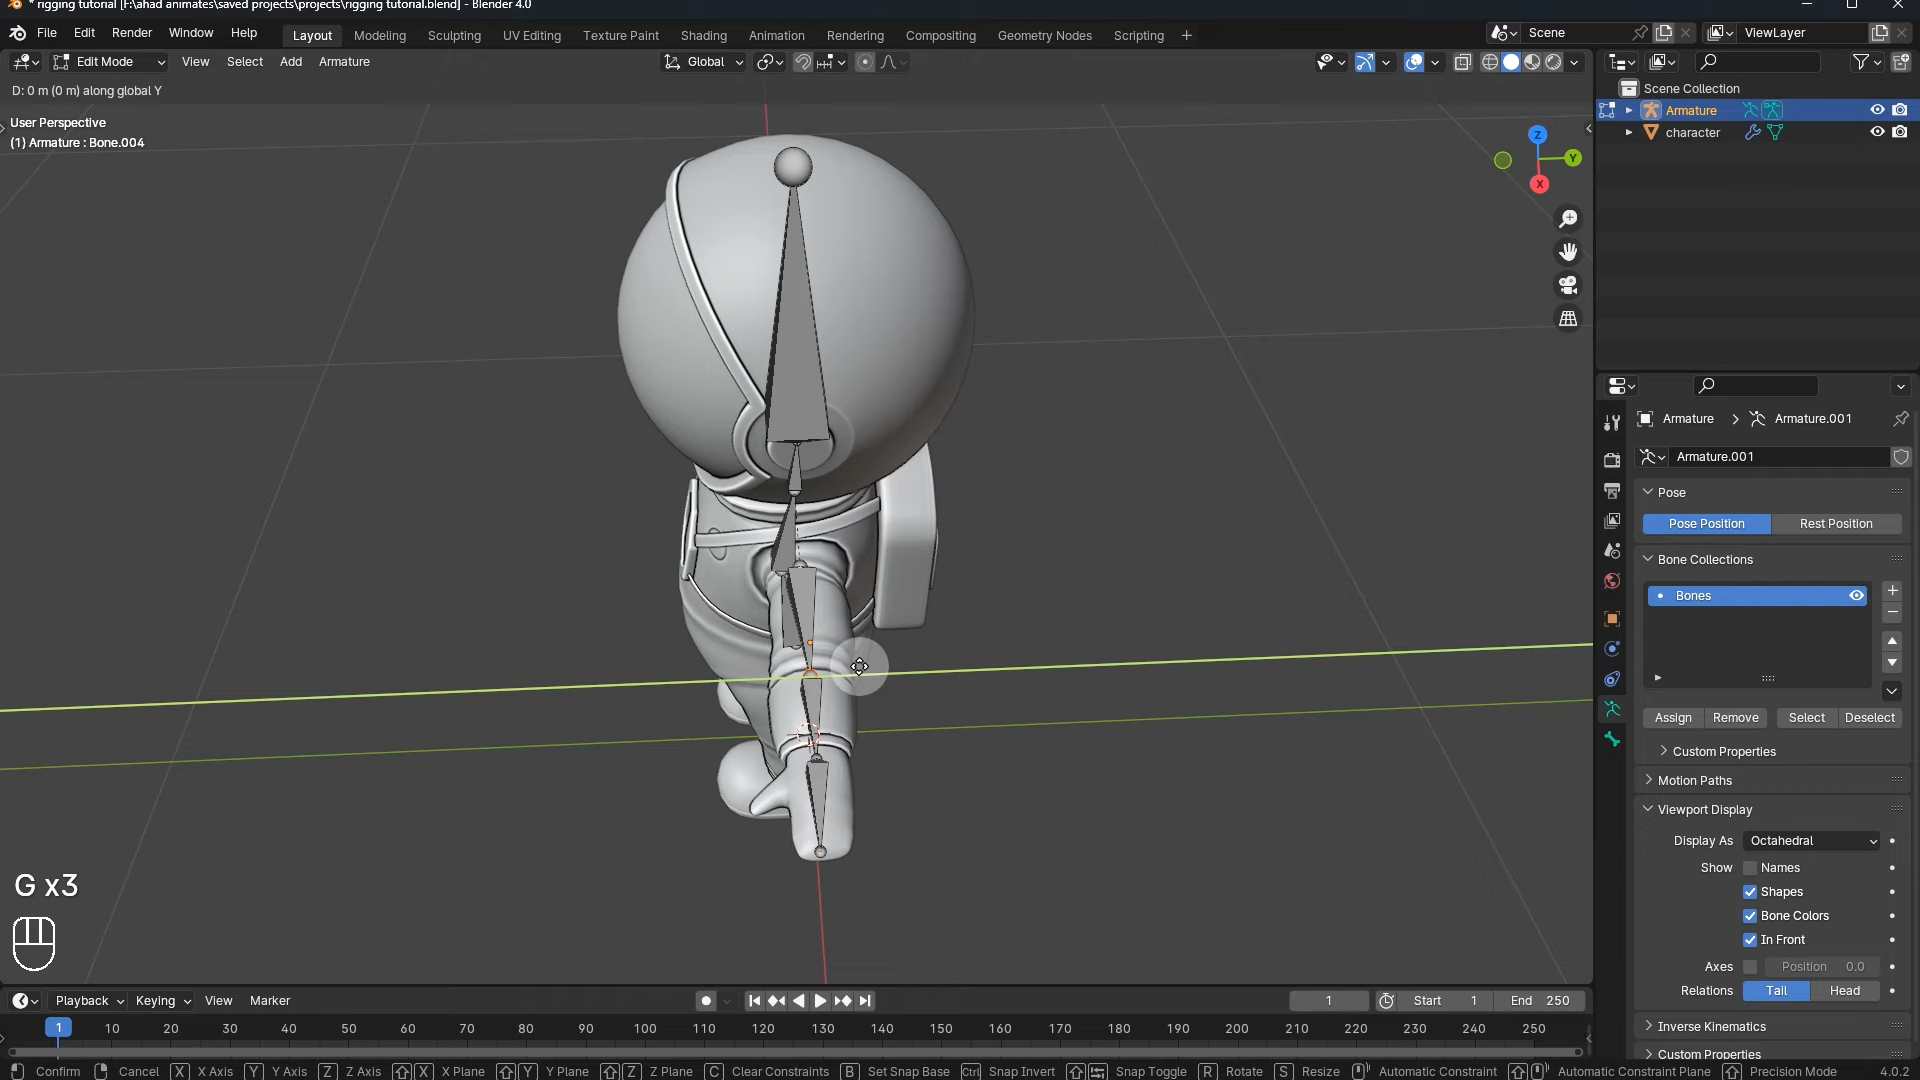 * rigging tutorial [F:\ahad animates\saved projects\projects\rigging tutorial.blend] - Blender 4.0
File Edit Render Window Help Layout Modeling Sculpting UV Editing Texture Paint Shading Animation Rendering Compositing Geometry Nodes Scripting + Scene ViewLayer
Edit Mode View Select Add Armature Global
D: 0 m (0 m) along global Y
User Perspective
(1) Armature : Bone.004
Z
Y
X
Scene Collection
Armature
character
Armature > Armature.001
Armature.001
Pose
Pose Position Rest Position
Bone Collections
Bones
Assign Remove Select Deselect
Custom Properties
Motion Paths
Viewport Display
Display As Octahedral
Show Names
Shapes
Bone Colors
In Front
Axes Position 0.0
Relations Tail Head
Inverse Kinematics
Custom Properties
G x3
Playback Keying View Marker 1 Start 1 End 250
1 10 20 30 40 50 60 70 80 90 100 110 120 130 140 150 160 170 180 190 200 210 220 230 240 250
Confirm Cancel X X Axis Y Y Axis Z Z Axis X X Plane Y Y Plane Z Z Plane C Clear Constraints B Set Snap Base Ctrl Snap Invert Snap Toggle R Rotate S Resize Automatic Constraint Automatic Constraint Plane Precision Mode 4.0.2